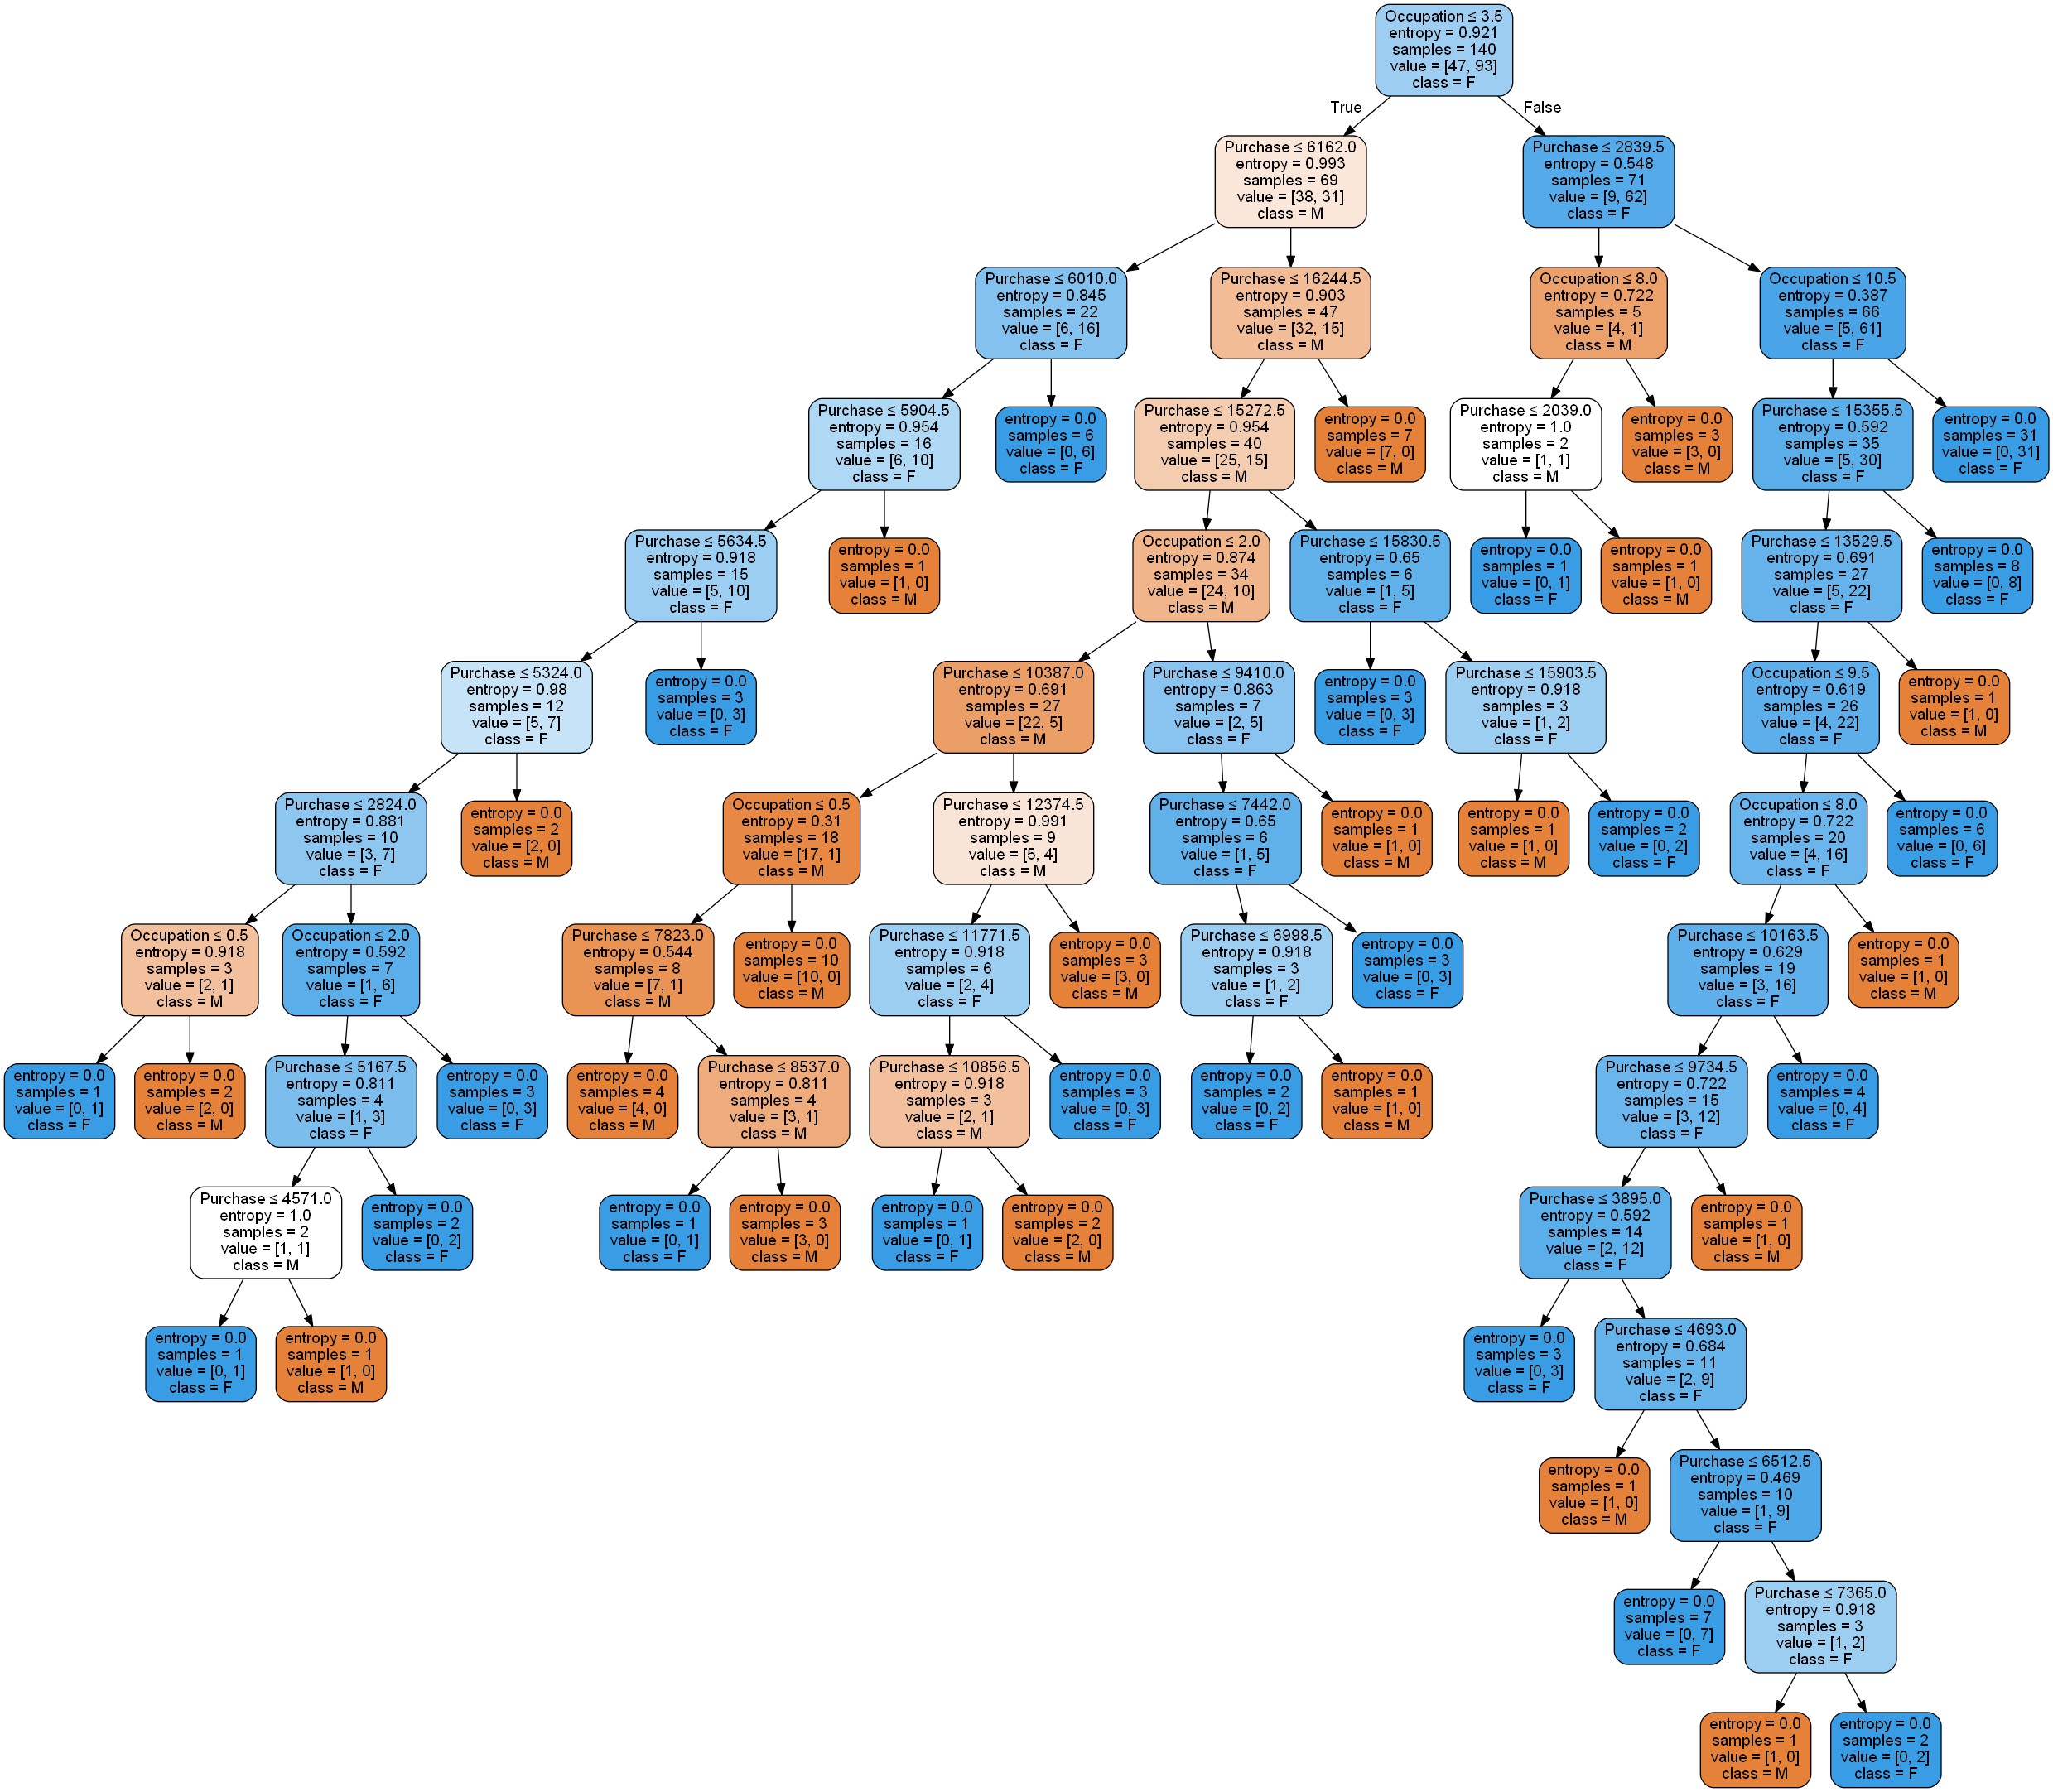 Occupation ≤ 3.5
entropy = 0.921
samples = 140
value = [47, 93]
class = F
True
False
Purchase ≤ 6162.0
entropy = 0.993
samples = 69
value = [38, 31]
class = M
Purchase ≤ 2839.5
entropy = 0.548
samples = 71
value = [9, 62]
class = F
Purchase ≤ 6010.0
entropy = 0.845
samples = 22
value = [6, 16]
class = F
Purchase ≤ 16244.5
entropy = 0.903
samples = 47
value = [32, 15]
class = M
Occupation ≤ 8.0
entropy = 0.722
samples = 5
value = [4, 1]
class = M
Occupation ≤ 10.5
entropy = 0.387
samples = 66
value = [5, 61]
class = F
Purchase ≤ 5904.5
entropy = 0.954
samples = 16
value = [6, 10]
class = F
entropy = 0.0
samples = 6
value = [0, 6]
class = F
Purchase ≤ 15272.5
entropy = 0.954
samples = 40
value = [25, 15]
class = M
entropy = 0.0
samples = 7
value = [7, 0]
class = M
Purchase ≤ 2039.0
entropy = 1.0
samples = 2
value = [1, 1]
class = M
entropy = 0.0
samples = 3
value = [3, 0]
class = M
Purchase ≤ 15355.5
entropy = 0.592
samples = 35
value = [5, 30]
class = F
entropy = 0.0
samples = 31
value = [0, 31]
class = F
Purchase ≤ 5634.5
entropy = 0.918
samples = 15
value = [5, 10]
class = F
entropy = 0.0
samples = 1
value = [1, 0]
class = M
Occupation ≤ 2.0
entropy = 0.874
samples = 34
value = [24, 10]
class = M
Purchase ≤ 15830.5
entropy = 0.65
samples = 6
value = [1, 5]
class = F
entropy = 0.0
samples = 1
value = [0, 1]
class = F
entropy = 0.0
samples = 1
value = [1, 0]
class = M
Purchase ≤ 13529.5
entropy = 0.691
samples = 27
value = [5, 22]
class = F
entropy = 0.0
samples = 8
value = [0, 8]
class = F
Purchase ≤ 5324.0
entropy = 0.98
samples = 12
value = [5, 7]
class = F
entropy = 0.0
samples = 3
value = [0, 3]
class = F
Purchase ≤ 10387.0
entropy = 0.691
samples = 27
value = [22, 5]
class = M
Purchase ≤ 9410.0
entropy = 0.863
samples = 7
value = [2, 5]
class = F
entropy = 0.0
samples = 3
value = [0, 3]
class = F
Purchase ≤ 15903.5
entropy = 0.918
samples = 3
value = [1, 2]
class = F
Occupation ≤ 9.5
entropy = 0.619
samples = 26
value = [4, 22]
class = F
entropy = 0.0
samples = 1
value = [1, 0]
class = M
Purchase ≤ 2824.0
entropy = 0.881
samples = 10
value = [3, 7]
class = F
entropy = 0.0
samples = 2
value = [2, 0]
class = M
Occupation ≤ 0.5
entropy = 0.31
samples = 18
value = [17, 1]
class = M
Purchase ≤ 12374.5
entropy = 0.991
samples = 9
value = [5, 4]
class = M
Purchase ≤ 7442.0
entropy = 0.65
samples = 6
value = [1, 5]
class = F
entropy = 0.0
samples = 1
value = [1, 0]
class = M
entropy = 0.0
samples = 1
value = [1, 0]
class = M
entropy = 0.0
samples = 2
value = [0, 2]
class = F
Occupation ≤ 8.0
entropy = 0.722
samples = 20
value = [4, 16]
class = F
entropy = 0.0
samples = 6
value = [0, 6]
class = F
Occupation ≤ 0.5
entropy = 0.918
samples = 3
value = [2, 1]
class = M
Occupation ≤ 2.0
entropy = 0.592
samples = 7
value = [1, 6]
class = F
Purchase ≤ 7823.0
entropy = 0.544
samples = 8
value = [7, 1]
class = M
entropy = 0.0
samples = 10
value = [10, 0]
class = M
Purchase ≤ 11771.5
entropy = 0.918
samples = 6
value = [2, 4]
class = F
entropy = 0.0
samples = 3
value = [3, 0]
class = M
Purchase ≤ 6998.5
entropy = 0.918
samples = 3
value = [1, 2]
class = F
entropy = 0.0
samples = 3
value = [0, 3]
class = F
Purchase ≤ 10163.5
entropy = 0.629
samples = 19
value = [3, 16]
class = F
entropy = 0.0
samples = 1
value = [1, 0]
class = M
entropy = 0.0
samples = 1
value = [0, 1]
class = F
entropy = 0.0
samples = 2
value = [2, 0]
class = M
Purchase ≤ 5167.5
entropy = 0.811
samples = 4
value = [1, 3]
class = F
entropy = 0.0
samples = 3
value = [0, 3]
class = F
entropy = 0.0
samples = 4
value = [4, 0]
class = M
Purchase ≤ 8537.0
entropy = 0.811
samples = 4
value = [3, 1]
class = M
Purchase ≤ 10856.5
entropy = 0.918
samples = 3
value = [2, 1]
class = M
entropy = 0.0
samples = 3
value = [0, 3]
class = F
entropy = 0.0
samples = 2
value = [0, 2]
class = F
entropy = 0.0
samples = 1
value = [1, 0]
class = M
Purchase ≤ 9734.5
entropy = 0.722
samples = 15
value = [3, 12]
class = F
entropy = 0.0
samples = 4
value = [0, 4]
class = F
Purchase ≤ 4571.0
entropy = 1.0
samples = 2
value = [1, 1]
class = M
entropy = 0.0
samples = 2
value = [0, 2]
class = F
entropy = 0.0
samples = 1
value = [0, 1]
class = F
entropy = 0.0
samples = 3
value = [3, 0]
class = M
entropy = 0.0
samples = 1
value = [0, 1]
class = F
entropy = 0.0
samples = 2
value = [2, 0]
class = M
Purchase ≤ 3895.0
entropy = 0.592
samples = 14
value = [2, 12]
class = F
entropy = 0.0
samples = 1
value = [1, 0]
class = M
entropy = 0.0
samples = 1
value = [0, 1]
class = F
entropy = 0.0
samples = 1
value = [1, 0]
class = M
entropy = 0.0
samples = 3
value = [0, 3]
class = F
Purchase ≤ 4693.0
entropy = 0.684
samples = 11
value = [2, 9]
class = F
entropy = 0.0
samples = 1
value = [1, 0]
class = M
Purchase ≤ 6512.5
entropy = 0.469
samples = 10
value = [1, 9]
class = F
entropy = 0.0
samples = 7
value = [0, 7]
class = F
Purchase ≤ 7365.0
entropy = 0.918
samples = 3
value = [1, 2]
class = F
entropy = 0.0
samples = 1
value = [1, 0]
class = M
entropy = 0.0
samples = 2
value = [0, 2]
class = F